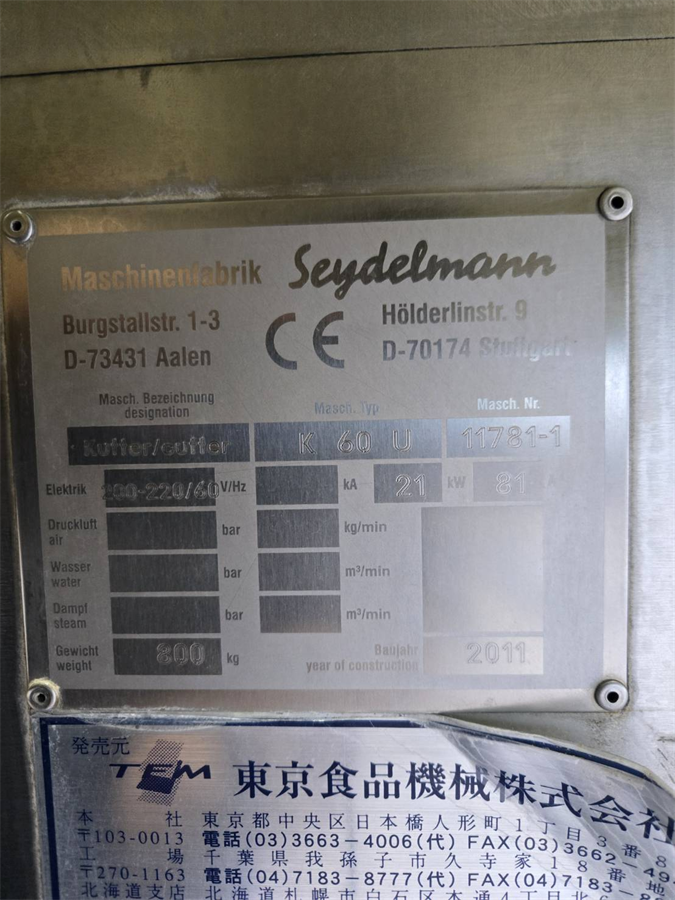 Maschinenfabrik Seydelmann
Burgstallstr. 1-3
D-73431 Aalen
CE
Hölderlinstr. 9
D-70174 Stuttgart
Masch. Bezeichnung
designation
Masch. Typ
Masch. Nr.
Kutter/cutter
K 60 U
11781-1
Elektrik 200-220/60 V/Hz kA 21 kW 81 A
Druckluft
air
bar kg/min
Wasser
water
bar m³/min
Dampf
steam
bar m³/min
Gewicht
weight
800 kg
Baujahr
year of construction
2011
発売元
TEM 東京食品機械株式会社
本 社 東京都中央区日本橋人形町1丁目3番8
〒103-0013 電話(03)3663-4006(代) FAX(03)3662-49
工 場 千葉県我孫子市久寺家18番地
〒270-1163 電話(04)7183-8777(代) FAX(04)7183-8
北海道支店 北海道札幌市白石区本通4丁目北6